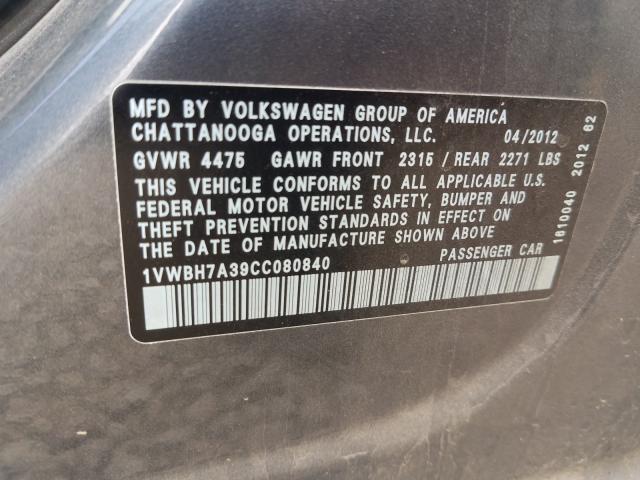 MFD BY VOLKSWAGEN GROUP OF AMERICA
CHATTANOOGA OPERATIONS, LLC. 04/2012
GVWR 4475 GAWR FRONT 2315 / REAR 2271 LBS
THIS VEHICLE CONFORMS TO ALL APPLICABLE U.S.
FEDERAL MOTOR VEHICLE SAFETY, BUMPER AND
THEFT PREVENTION STANDARDS IN EFFECT ON
THE DATE OF MANUFACTURE SHOWN ABOVE
1VWBH7A39CC080840 PASSENGER CAR
1610040 2012 62